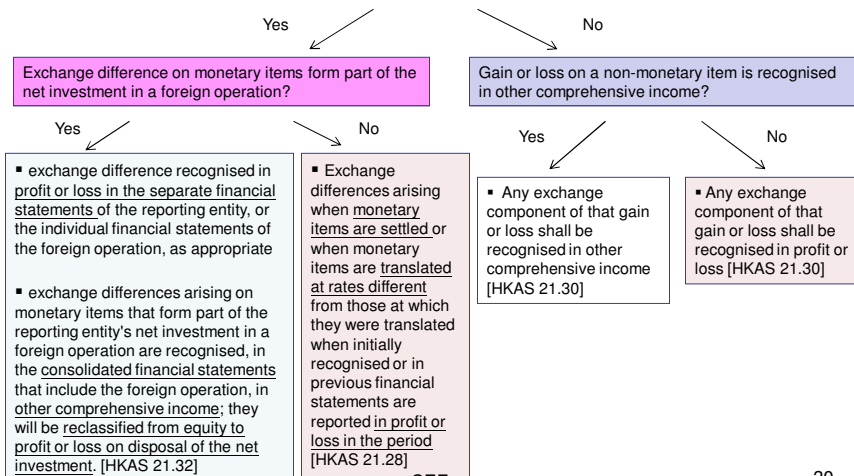 Yes
No
Exchange difference on monetary items form part of the
net investment in a foreign operation?
Gain or loss on a non-monetary item is recognised
in other comprehensive income?
Yes
No
Yes
No
▪ exchange difference recognised in
profit or loss in the separate financial
statements of the reporting entity, or
the individual financial statements of
the foreign operation, as appropriate
▪ exchange differences arising on
monetary items that form part of the
reporting entity's net investment in a
foreign operation are recognised, in
the consolidated financial statements
that include the foreign operation, in
other comprehensive income; they
will be reclassified from equity to
profit or loss on disposal of the net
investment. [HKAS 21.32]
▪ Exchange
differences arising
when monetary
items are settled or
when monetary
items are translated
at rates different
from those at which
they were translated
when initially
recognised or in
previous financial
statements are
reported in profit or
loss in the period
[HKAS 21.28]
▪ Any exchange
component of that gain
or loss shall be
recognised in other
comprehensive income
[HKAS 21.30]
▪ Any exchange
component of that
gain or loss shall be
recognised in profit or
loss [HKAS 21.30]